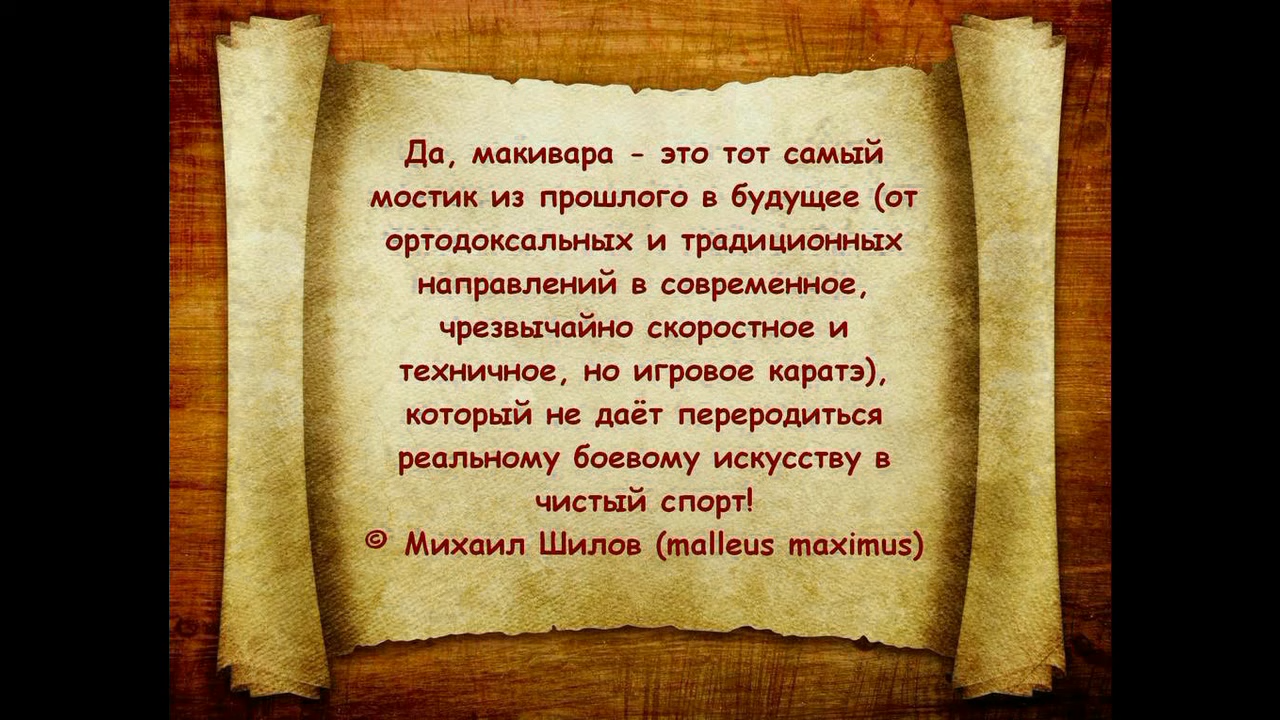 Да, макивара - это тот самый
мостик из прошлого в будущее (от
ортодоксальных и традиционных
направлений в современное,
чрезвычайно скоростное и
техничное, но игровое каратэ),
который не даёт переродиться
реальному боевому искусству в
чистый спорт!
© Михаил Шилов (malleus maximus)